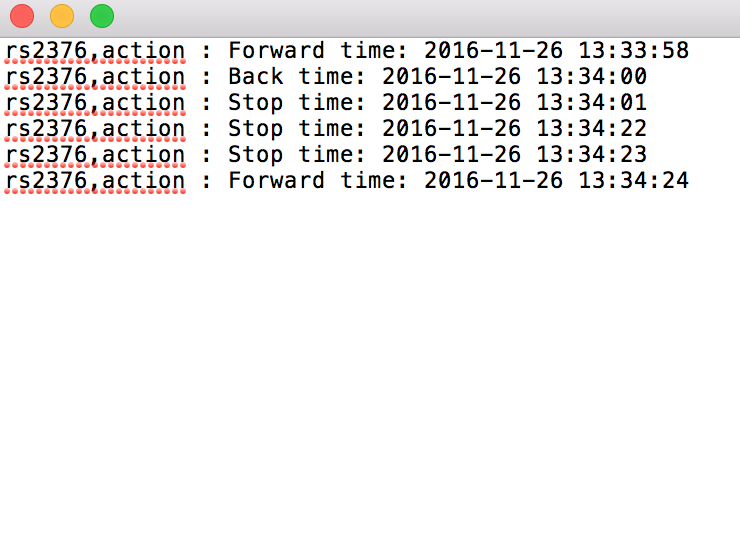 rs2376,action : Forward time: 2016-11-26 13:33:58
rs2376,action : Back time: 2016-11-26 13:34:00
rs2376,action : Stop time: 2016-11-26 13:34:01
rs2376,action : Stop time: 2016-11-26 13:34:22
rs2376,action : Stop time: 2016-11-26 13:34:23
rs2376,action : Forward time: 2016-11-26 13:34:24